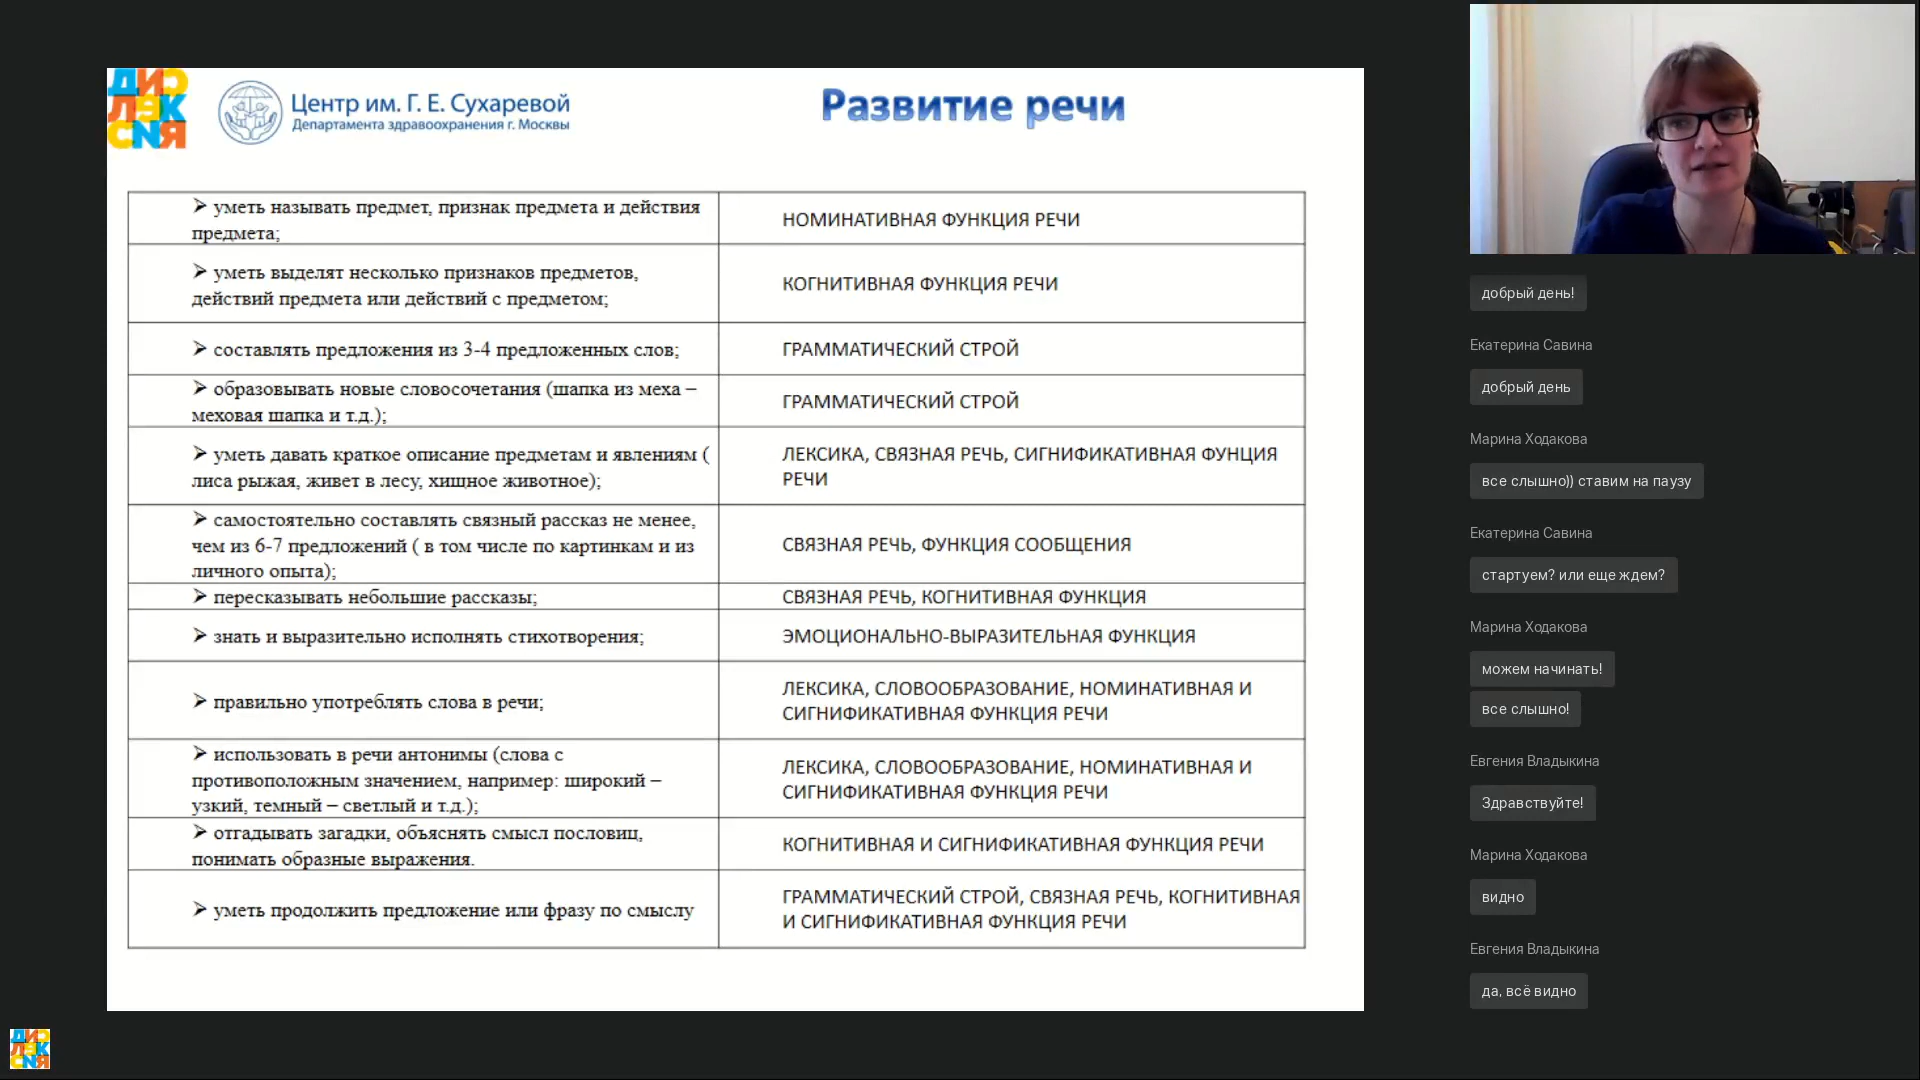 ДИС
ЛЕК
СИЯ
Центр им. Г. Е. Сухаревой
Департамента здравоохранения г. Москвы
Развитие речи
➢ уметь называть предмет, признак предмета и действия
предмета;
НОМИНАТИВНАЯ ФУНКЦИЯ РЕЧИ
➢ уметь выделят несколько признаков предметов,
действий предмета или действий с предметом;
КОГНИТИВНАЯ ФУНКЦИЯ РЕЧИ
➢ составлять предложения из 3-4 предложенных слов;
ГРАММАТИЧЕСКИЙ СТРОЙ
➢ образовывать новые словосочетания (шапка из меха –
меховая шапка и т.д.);
ГРАММАТИЧЕСКИЙ СТРОЙ
➢ уметь давать краткое описание предметам и явлениям (
лиса рыжая, живет в лесу, хищное животное);
ЛЕКСИКА, СВЯЗНАЯ РЕЧЬ, СИГНИФИКАТИВНАЯ ФУНЦИЯ
РЕЧИ
➢ самостоятельно составлять связный рассказ не менее,
чем из 6-7 предложений ( в том числе по картинкам и из
личного опыта);
СВЯЗНАЯ РЕЧЬ, ФУНКЦИЯ СООБЩЕНИЯ
➢ пересказывать небольшие рассказы;
СВЯЗНАЯ РЕЧЬ, КОГНИТИВНАЯ ФУНКЦИЯ
➢ знать и выразительно исполнять стихотворения;
ЭМОЦИОНАЛЬНО-ВЫРАЗИТЕЛЬНАЯ ФУНКЦИЯ
➢ правильно употреблять слова в речи;
ЛЕКСИКА, СЛОВООБРАЗОВАНИЕ, НОМИНАТИВНАЯ И
СИГНИФИКАТИВНАЯ ФУНКЦИЯ РЕЧИ
➢ использовать в речи антонимы (слова с
противоположным значением, например: широкий –
узкий, темный – светлый и т.д.);
ЛЕКСИКА, СЛОВООБРАЗОВАНИЕ, НОМИНАТИВНАЯ И
СИГНИФИКАТИВНАЯ ФУНКЦИЯ РЕЧИ
➢ отгадывать загадки, объяснять смысл пословиц,
понимать образные выражения.
КОГНИТИВНАЯ И СИГНИФИКАТИВНАЯ ФУНКЦИЯ РЕЧИ
➢ уметь продолжить предложение или фразу по смыслу
ГРАММАТИЧЕСКИЙ СТРОЙ, СВЯЗНАЯ РЕЧЬ, КОГНИТИВНАЯ
И СИГНИФИКАТИВНАЯ ФУНКЦИЯ РЕЧИ
добрый день!
Екатерина Савина
добрый день
Марина Ходакова
все слышно)) ставим на паузу
Екатерина Савина
стартуем? или еще ждем?
Марина Ходакова
можем начинать!
все слышно!
Евгения Владыкина
Здравствуйте!
Марина Ходакова
видно
Евгения Владыкина
да, всё видно
ДИС
ЛЕК
СИЯ